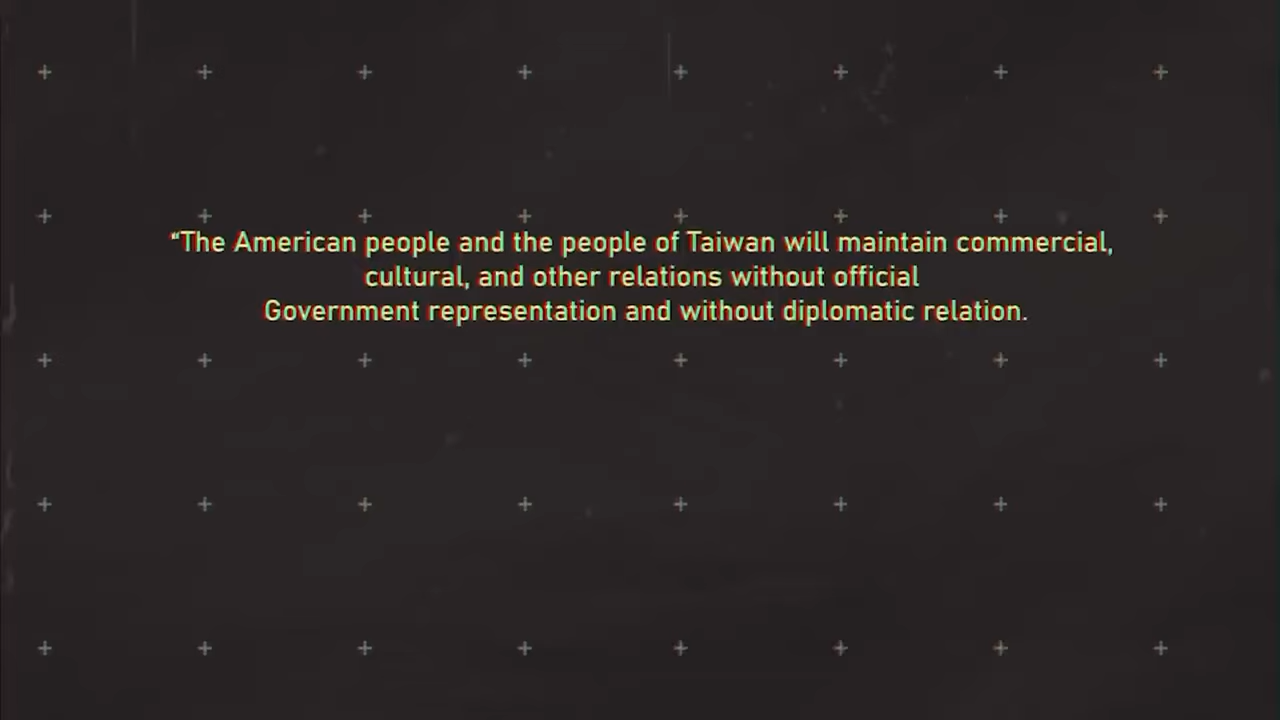 “The American people and the people of Taiwan will maintain commercial,
cultural, and other relations without official
Government representation and without diplomatic relation.